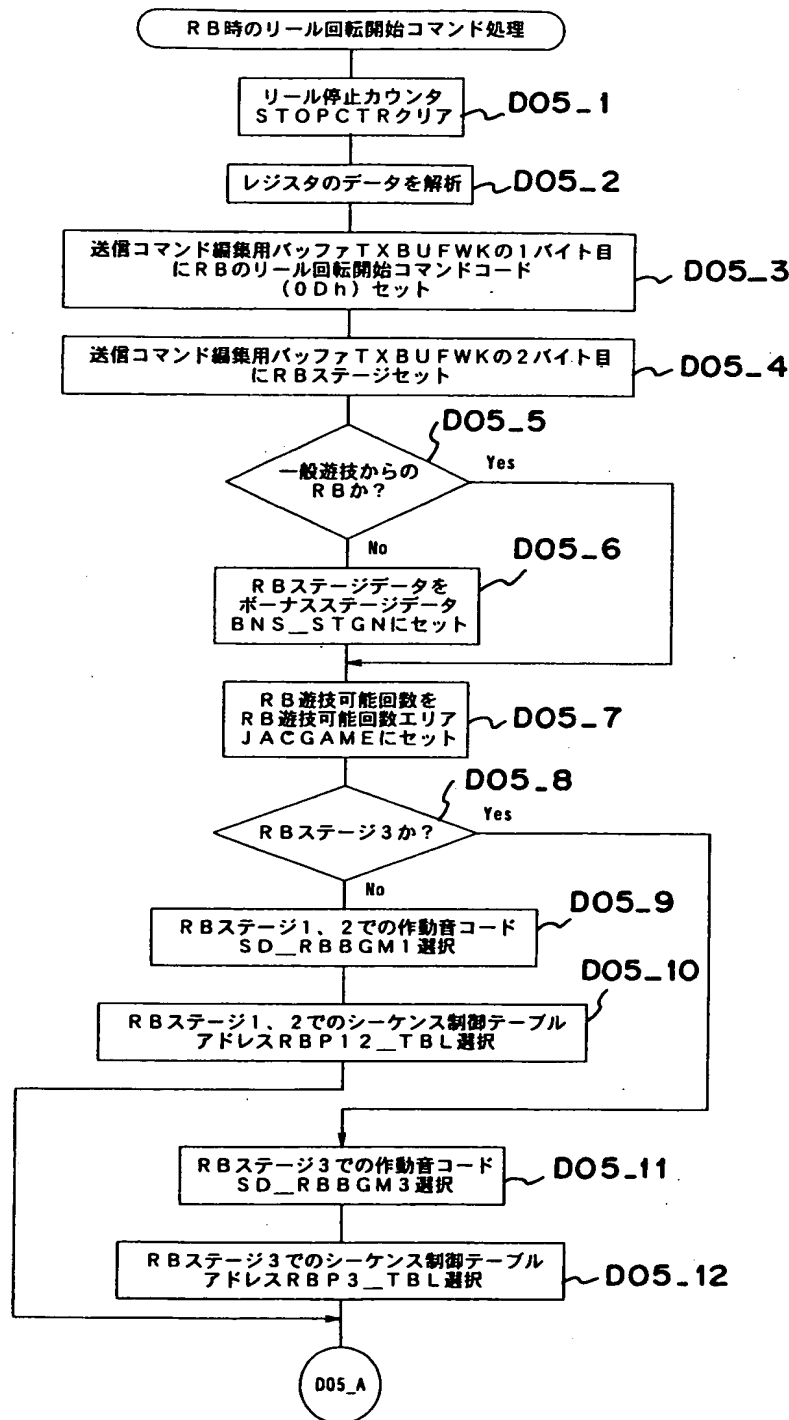 RB時のリール回転開始コマンド処理
リール停止カウンタ
STOPCTRクリア
D05_1
レジスタのデータを解析
D05_2
送信コマンド編集用バッファTXBUFWKの1バイト目
にRBのリール回転開始コマンドコード
(0Dh)セット
D05_3
送信コマンド編集用バッファTXBUFWKの2バイト目
にRBステージセット
D05_4
D05_5
一般遊技からの
RBか?
Yes
No
D05_6
RBステージデータを
ボーナスステージデータ
BNS__STGNにセット
RB遊技可能回数を
RB遊技可能回数エリア
JACGAMEにセット
D05_7
D05_8
RBステージ3か?
Yes
No
D05_9
RBステージ1、2での作動音コード
SD__RBBGM1選択
D05_10
RBステージ1、2でのシーケンス制御テーブル
アドレスRBP12__TBL選択
RBステージ3での作動音コード
SD__RBBGM3選択
D05_11
RBステージ3でのシーケンス制御テーブル
アドレスRBP3__TBL選択
D05_12
D05_A